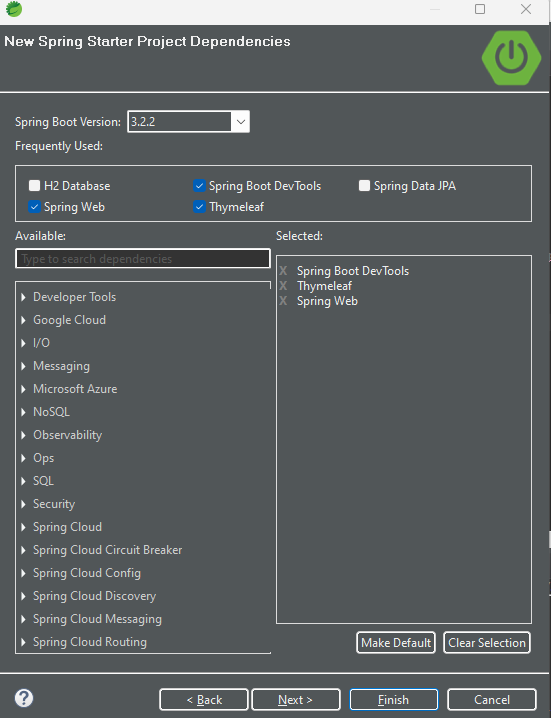 New Spring Starter Project Dependencies
Spring Boot Version: 3.2.2
Frequently Used:
H2 Database Spring Boot DevTools Spring Data JPA
Spring Web Thymeleaf
Available: Selected:
Type to search dependencies
X Spring Boot DevTools
X Thymeleaf
X Spring Web
Developer Tools
Google Cloud
I/O
Messaging
Microsoft Azure
NoSQL
Observability
Ops
SQL
Security
Spring Cloud
Spring Cloud Circuit Breaker
Spring Cloud Config
Spring Cloud Discovery
Spring Cloud Messaging
Spring Cloud Routing
Make Default Clear Selection
? < Back Next > Finish Cancel